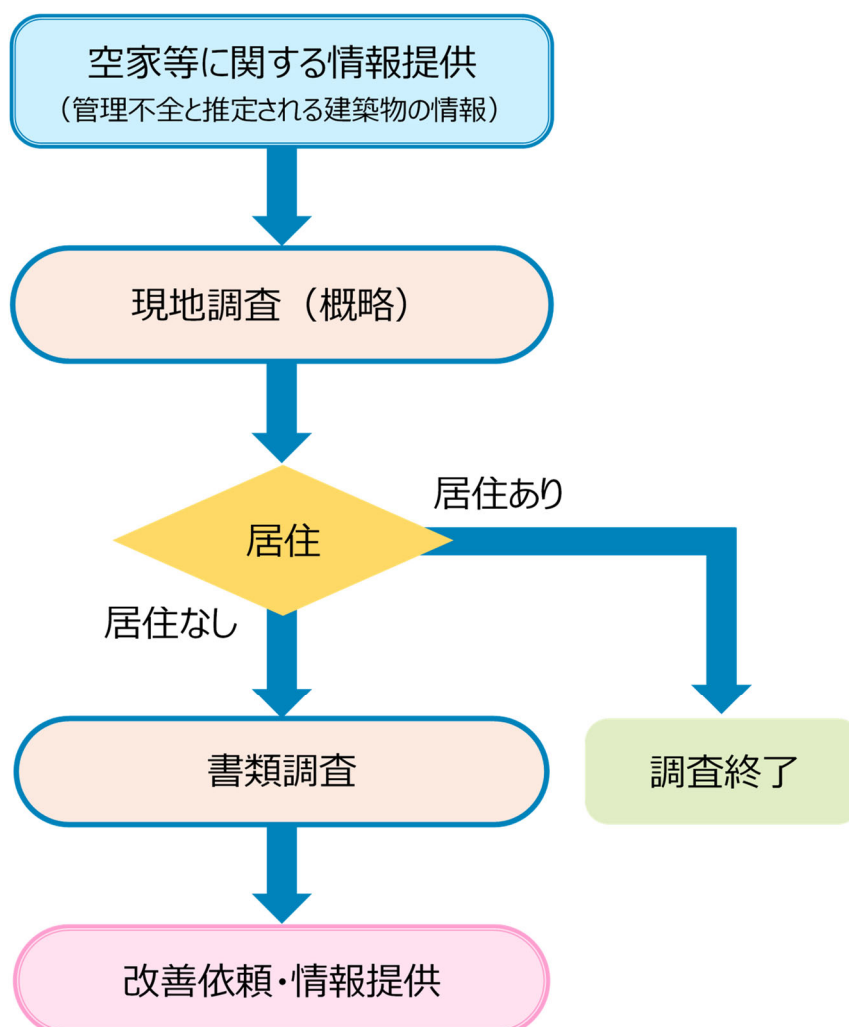 空家等に関する情報提供
（管理不全と推定される建築物の情報）
現地調査（概略）
居住あり
居住
居住なし
書類調査
調査終了
改善依頼・情報提供